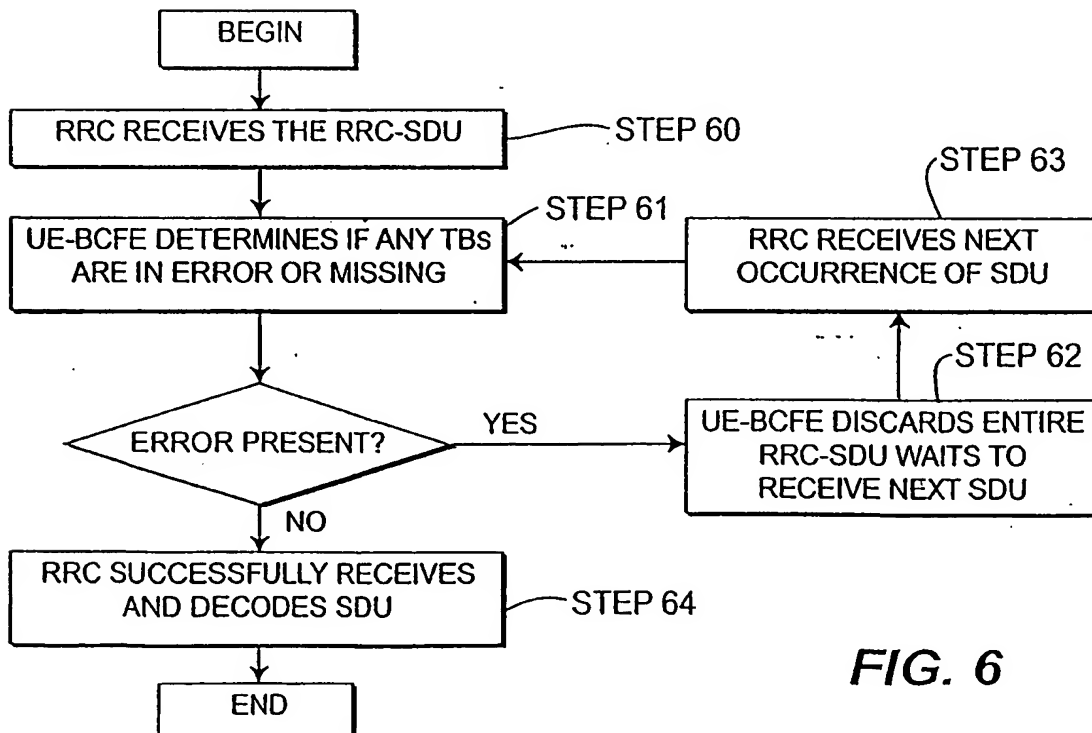 BEGIN
RRC RECEIVES THE RRC-SDU
STEP 60
UE-BCFE DETERMINES IF ANY TBs
ARE IN ERROR OR MISSING
STEP 61
RRC RECEIVES NEXT
OCCURRENCE OF SDU
STEP 63
ERROR PRESENT?
YES
UE-BCFE DISCARDS ENTIRE
RRC-SDU WAITS TO
RECEIVE NEXT SDU
STEP 62
NO
RRC SUCCESSFULLY RECEIVES
AND DECODES SDU
STEP 64
END
FIG. 6